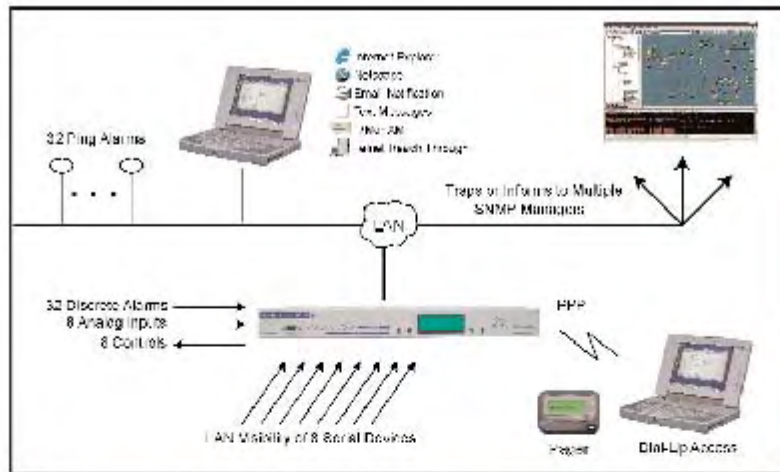 Internet Explorer
Netscape
Email Notification
Text Messages
Telnet Reach Through
32 Ping Alarms
Traps or Informs to Multiple
SNMP Managers
LAN
32 Discrete Alarms
8 Analog Inputs
8 Controls
PPP
LAN Visibility of 8 Serial Devices
Pager
Dial-Up Access